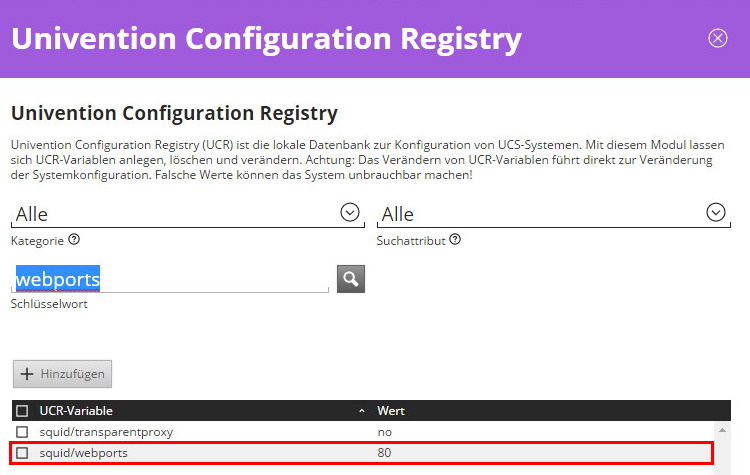 Univention Configuration Registry
Univention Configuration Registry
Univention Configuration Registry (UCR) ist die lokale Datenbank zur Konfiguration von UCS-Systemen. Mit diesem Modul lassen
sich UCR-Variablen anlegen, löschen und verändern. Achtung: Das Verändern von UCR-Variablen führt direkt zur Veränderung
der Systemkonfiguration. Falsche Werte können das System unbrauchbar machen!
Alle Alle
Kategorie ? Suchattribut ?
webports
Schlüsselwort
+ Hinzufügen
UCR-Variable Wert
squid/transparentproxy no
squid/webports 80